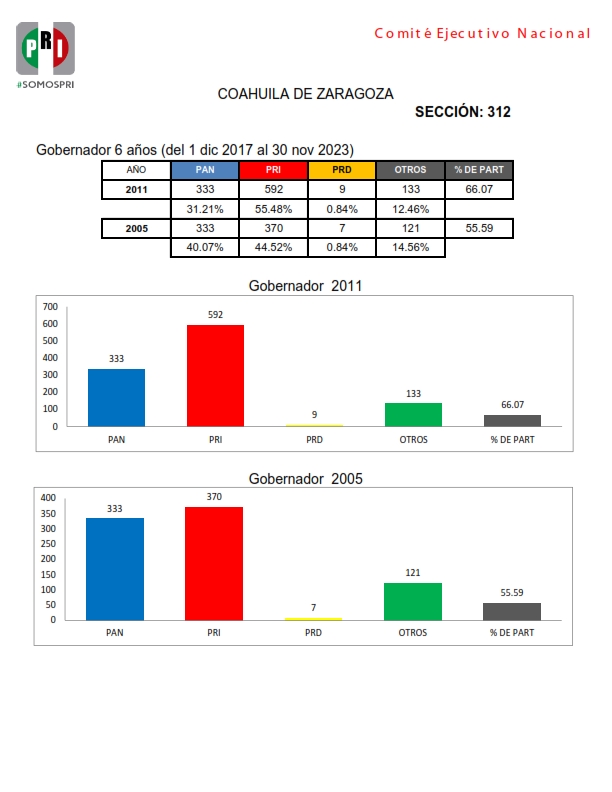 Comité Ejecutivo Nacional
PRI
#SOMOSPRI
COAHUILA DE ZARAGOZA
SECCIÓN: 312
Gobernador 6 años (del 1 dic 2017 al 30 nov 2023)
AÑO PAN PRI PRD OTROS % DE PART
2011 333 592 9 133 66.07
31.21% 55.48% 0.84% 12.46%
2005 333 370 7 121 55.59
40.07% 44.52% 0.84% 14.56%
Gobernador 2011
700
600
500
400
300
200
100
0
333
592
9
133
66.07
PAN PRI PRD OTROS % DE PART
Gobernador 2005
400
350
300
250
200
150
100
50
0
333
370
7
121
55.59
PAN PRI PRD OTROS % DE PART